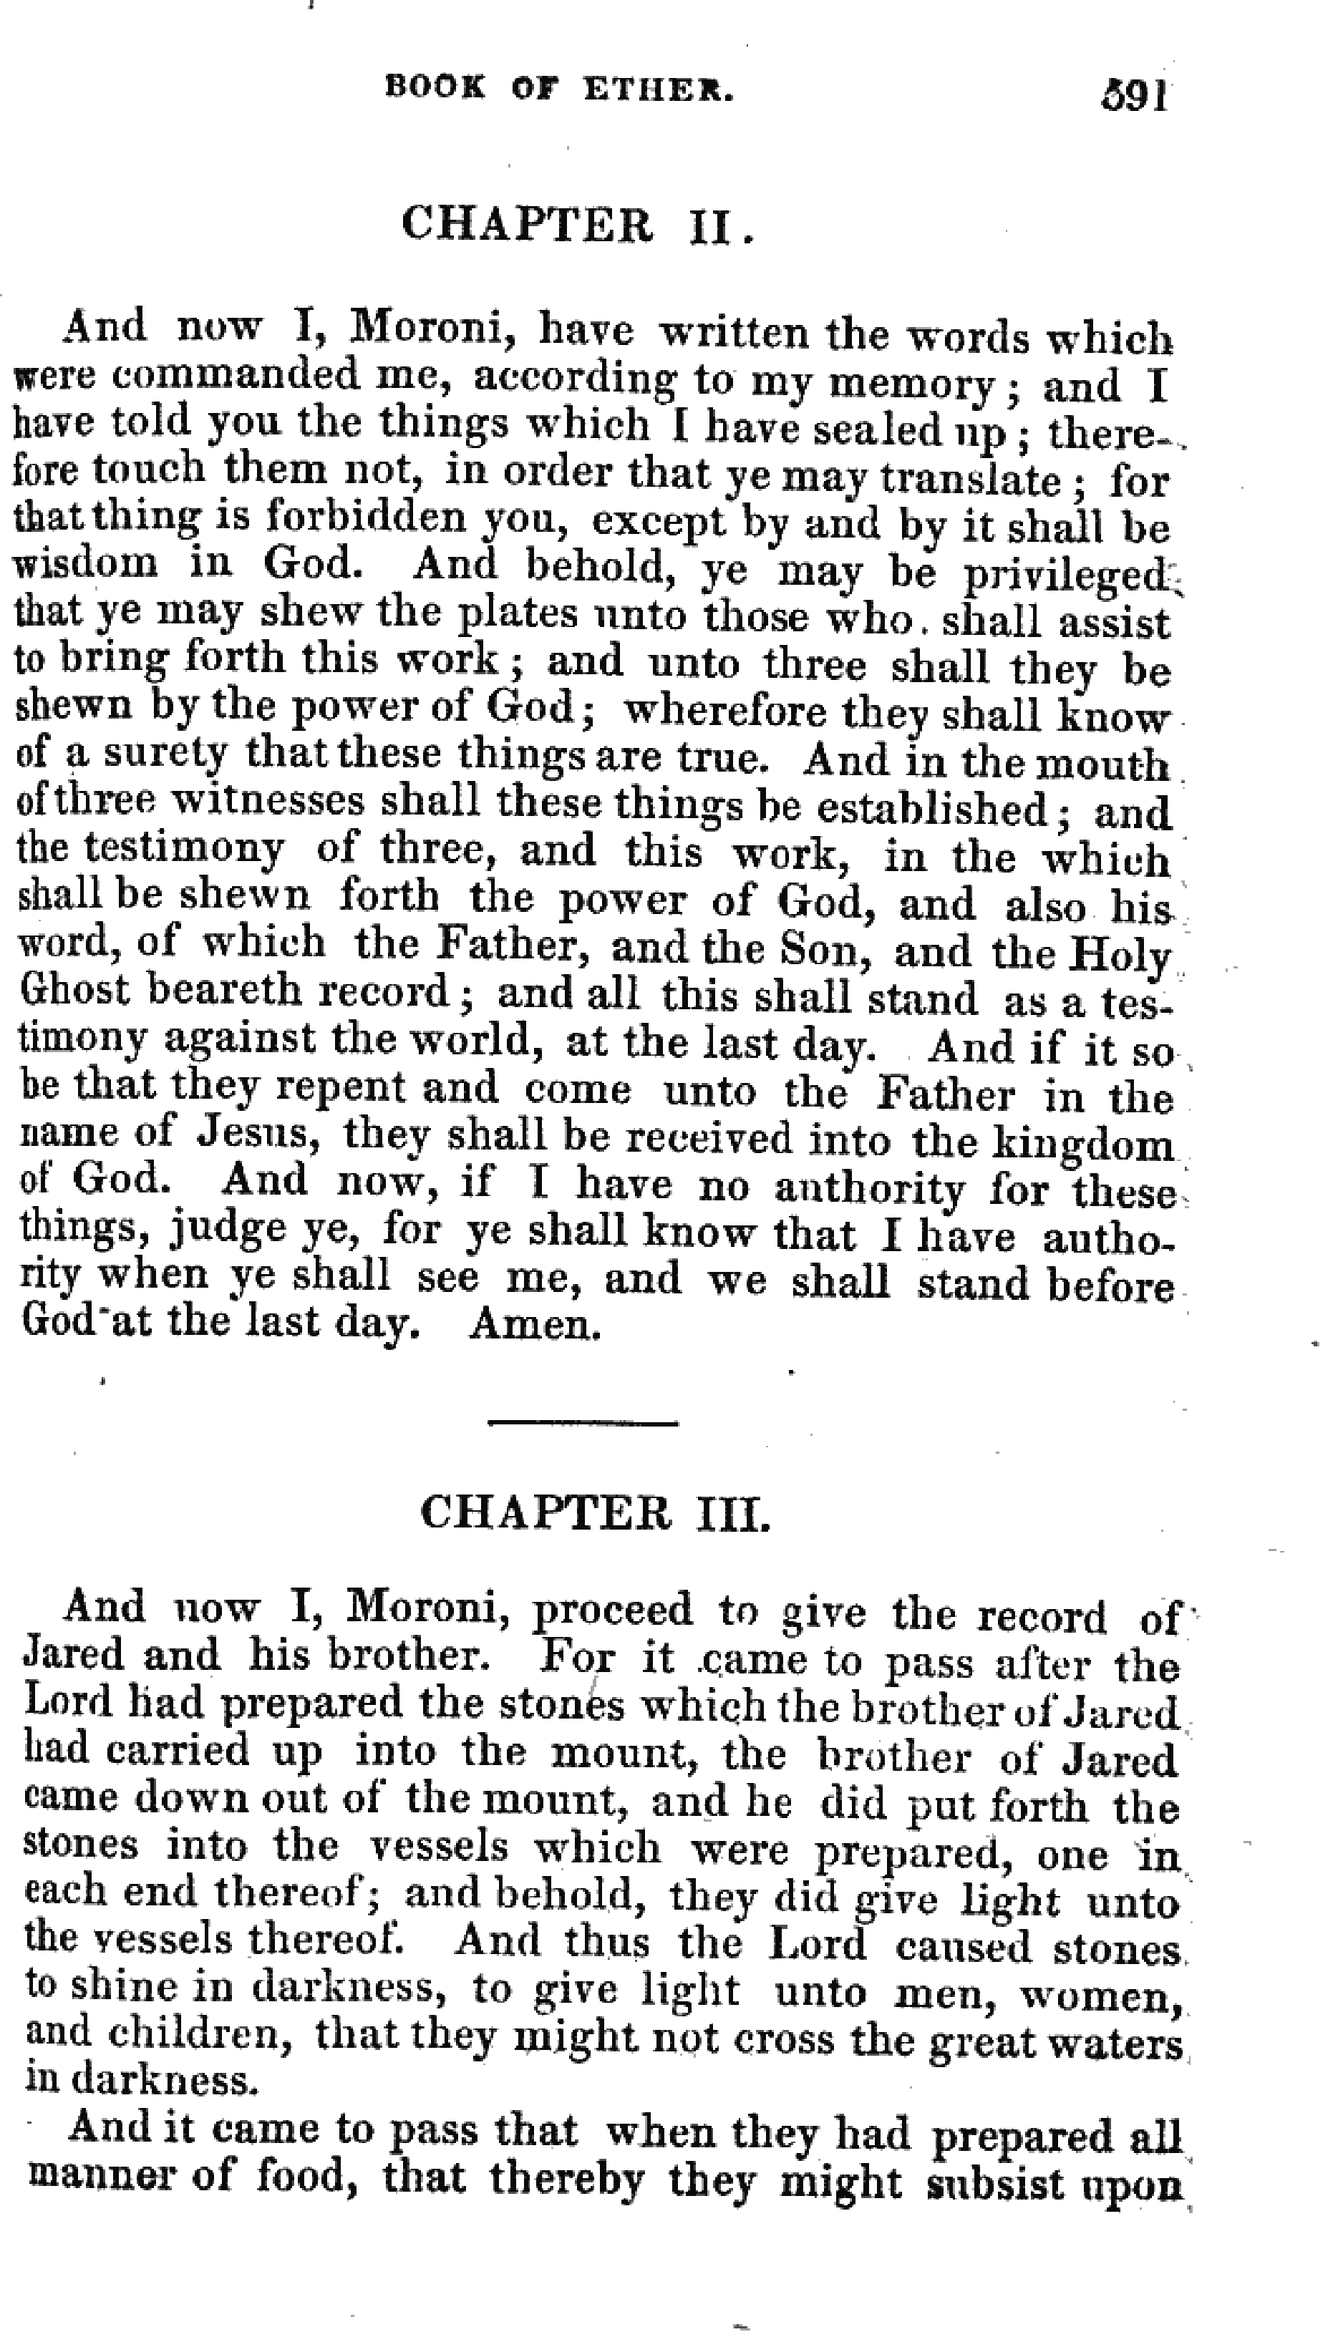 BOOK OF ETHER. 591
CHAPTER II.
And now I, Moroni, have written the words which
were commanded me, according to my memory; and I
have told you the things which I have sealed up; there-
fore touch them not, in order that ye may translate; for
that thing is forbidden you, except by and by it shall be
wisdom in God. And behold, ye may be privileged
that ye may shew the plates unto those who shall assist
to bring forth this work; and unto three shall they be
shewn by the power of God; wherefore they shall know
of a surety that these things are true. And in the mouth
of three witnesses shall these things be established; and
the testimony of three, and this work, in the which
shall be shewn forth the power of God, and also his
word, of which the Father, and the Son, and the Holy
Ghost beareth record; and all this shall stand as a tes-
timony against the world, at the last day. And if it so
be that they repent and come unto the Father in the
name of Jesus, they shall be received into the kingdom
of God. And now, if I have no authority for these
things, judge ye, for ye shall know that I have autho-
rity when ye shall see me, and we shall stand before
God at the last day. Amen.
CHAPTER III.
And now I, Moroni, proceed to give the record of
Jared and his brother. For it came to pass after the
Lord had prepared the stones which the brother of Jared
had carried up into the mount, the brother of Jared
came down out of the mount, and he did put forth the
stones into the vessels which were prepared, one in
each end thereof; and behold, they did give light unto
the vessels thereof. And thus the Lord caused stones
to shine in darkness, to give light unto men, women,
and children, that they might not cross the great waters
in darkness.
And it came to pass that when they had prepared all
manner of food, that thereby they might subsist upon